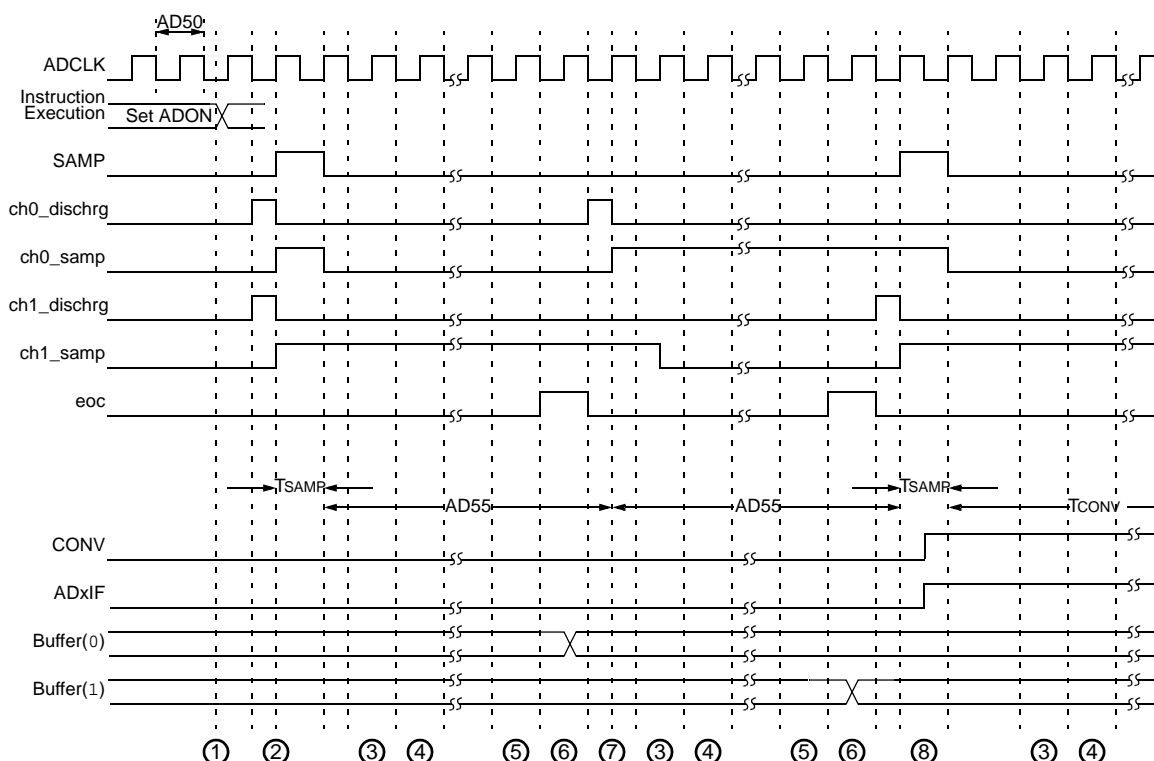 AD50
ADCLK
Instruction
Execution
Set ADON
SAMP
ch0_dischrg
ch0_samp
ch1_dischrg
ch1_samp
eoc
TSAMP TSAMP
AD55 AD55 TCONV
CONV
ADxIF
Buffer(0)
Buffer(1)
① ② ③ ④ ⑤ ⑥ ⑦ ③ ④ ⑤ ⑥ ⑧ ③ ④